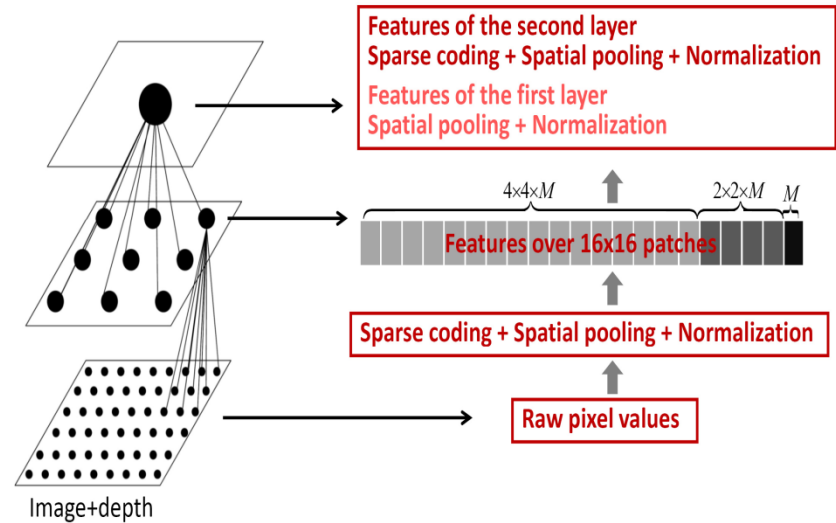 Features of the second layer
Sparse coding + Spatial pooling + Normalization
Features of the first layer
Spatial pooling + Normalization
4×4×M
2×2×M
M
Features over 16x16 patches
Sparse coding + Spatial pooling + Normalization
Raw pixel values
Image+depth